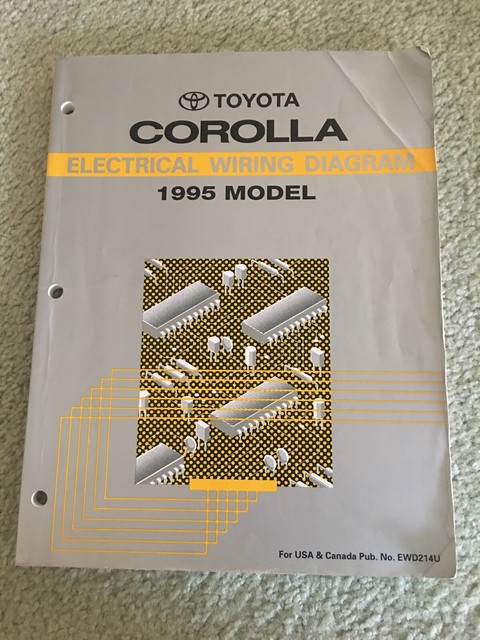 TOYOTA
COROLLA
ELECTRICAL WIRING DIAGRAM
1995 MODEL
For USA & Canada Pub. No. EWD214U